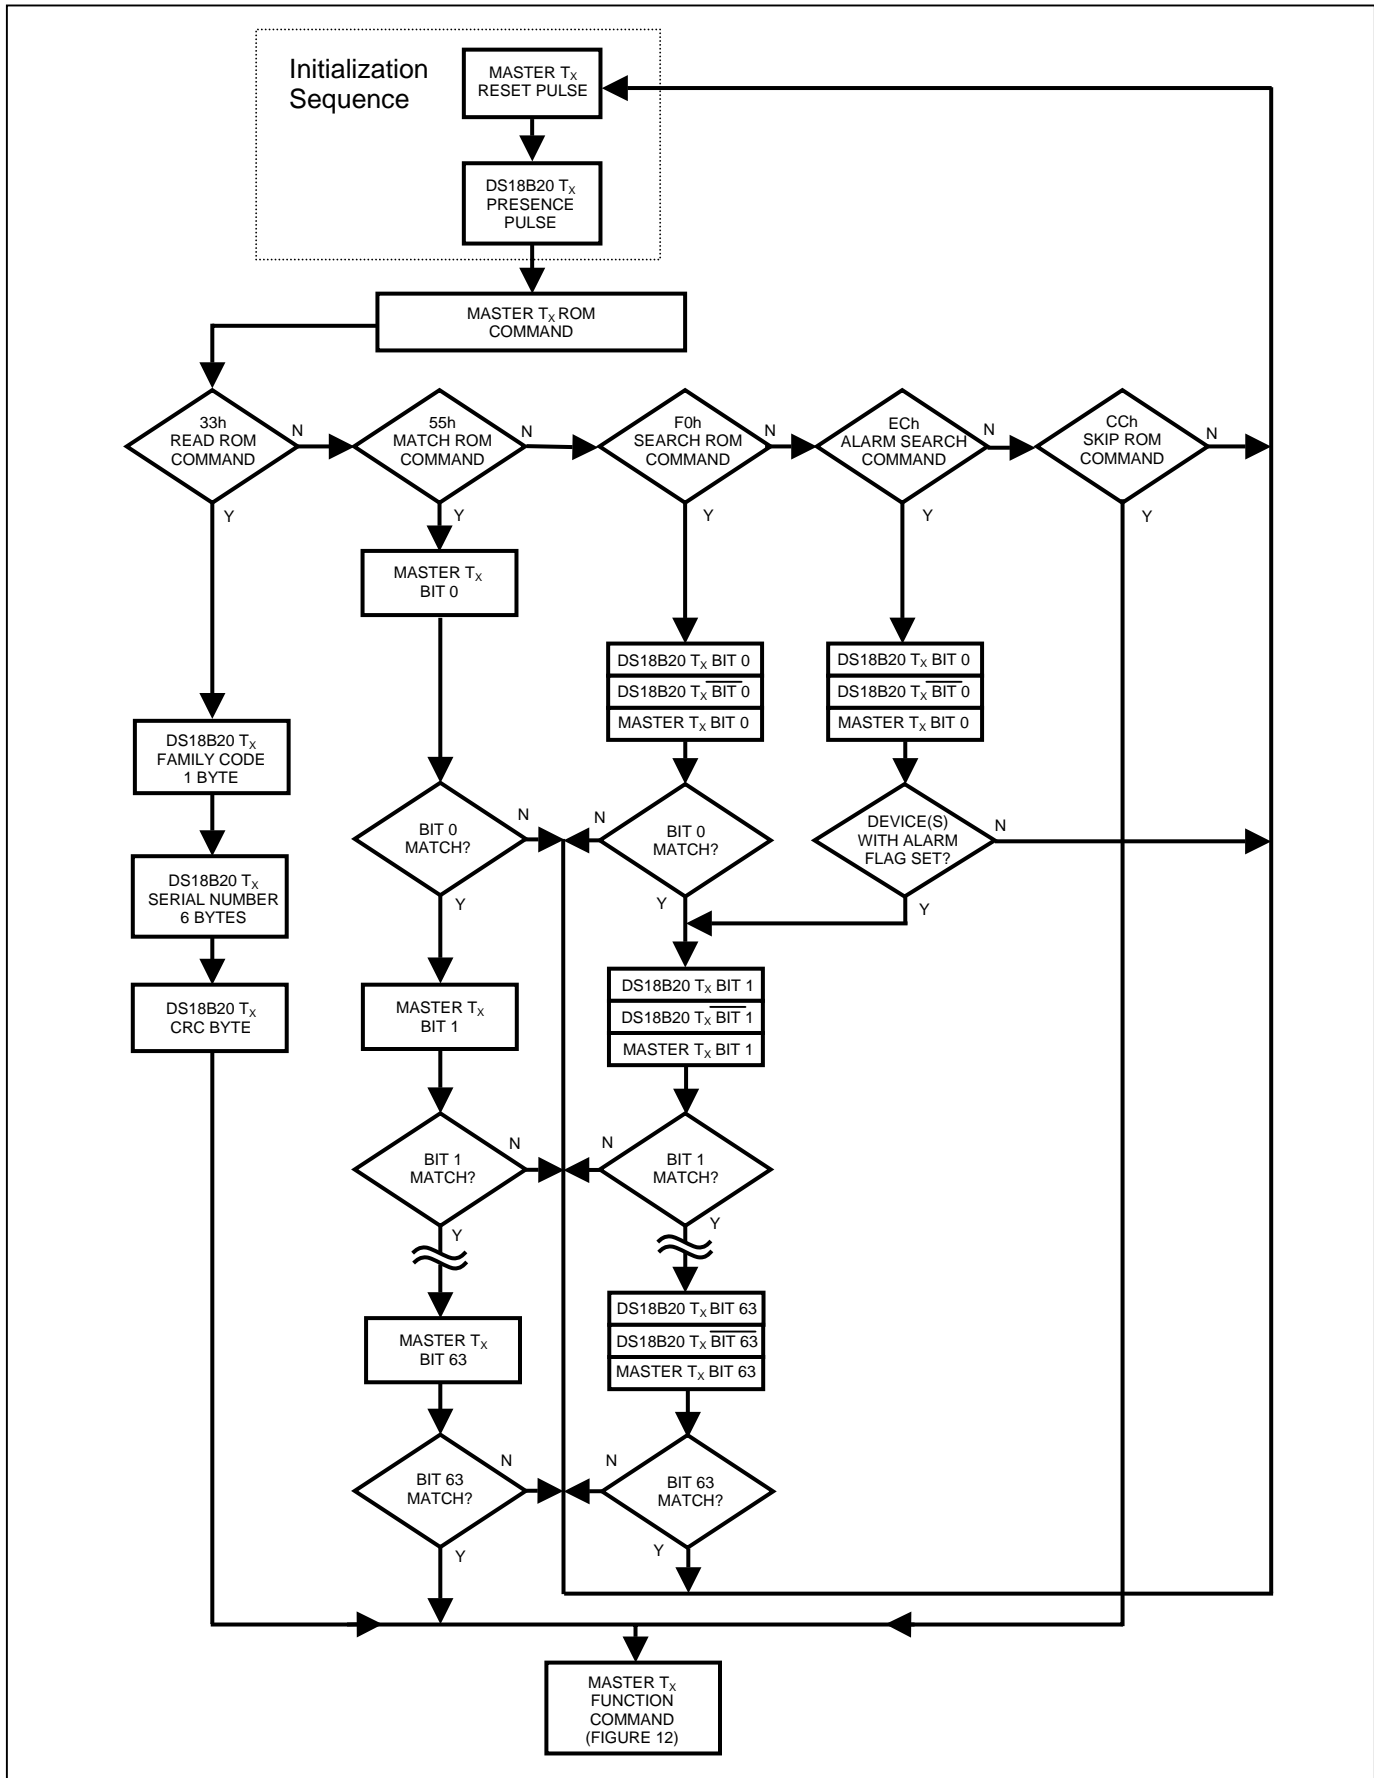 Initialization
Sequence
MASTER TX
RESET PULSE
DS18B20 TX
PRESENCE
PULSE
MASTER TX ROM
COMMAND
33h
READ ROM
COMMAND
N
Y
55h
MATCH ROM
COMMAND
N
Y
F0h
SEARCH ROM
COMMAND
N
Y
ECh
ALARM SEARCH
COMMAND
N
Y
CCh
SKIP ROM
COMMAND
N
Y
MASTER TX
BIT 0
DS18B20 TX BIT 0
DS18B20 TX BIT 0
MASTER TX BIT 0
DS18B20 TX BIT 0
DS18B20 TX BIT 0
MASTER TX BIT 0
DS18B20 TX
FAMILY CODE
1 BYTE
BIT 0
MATCH?
N
Y
N
BIT 0
MATCH?
Y
DEVICE(S)
WITH ALARM
FLAG SET?
N
Y
DS18B20 TX
SERIAL NUMBER
6 BYTES
DS18B20 TX
CRC BYTE
MASTER TX
BIT 1
DS18B20 TX BIT 1
DS18B20 TX BIT 1
MASTER TX BIT 1
BIT 1
MATCH?
N
Y
N
BIT 1
MATCH?
Y
MASTER TX
BIT 63
DS18B20 TX BIT 63
DS18B20 TX BIT 63
MASTER TX BIT 63
BIT 63
MATCH?
N
Y
N
BIT 63
MATCH?
Y
MASTER TX
FUNCTION
COMMAND
(FIGURE 12)